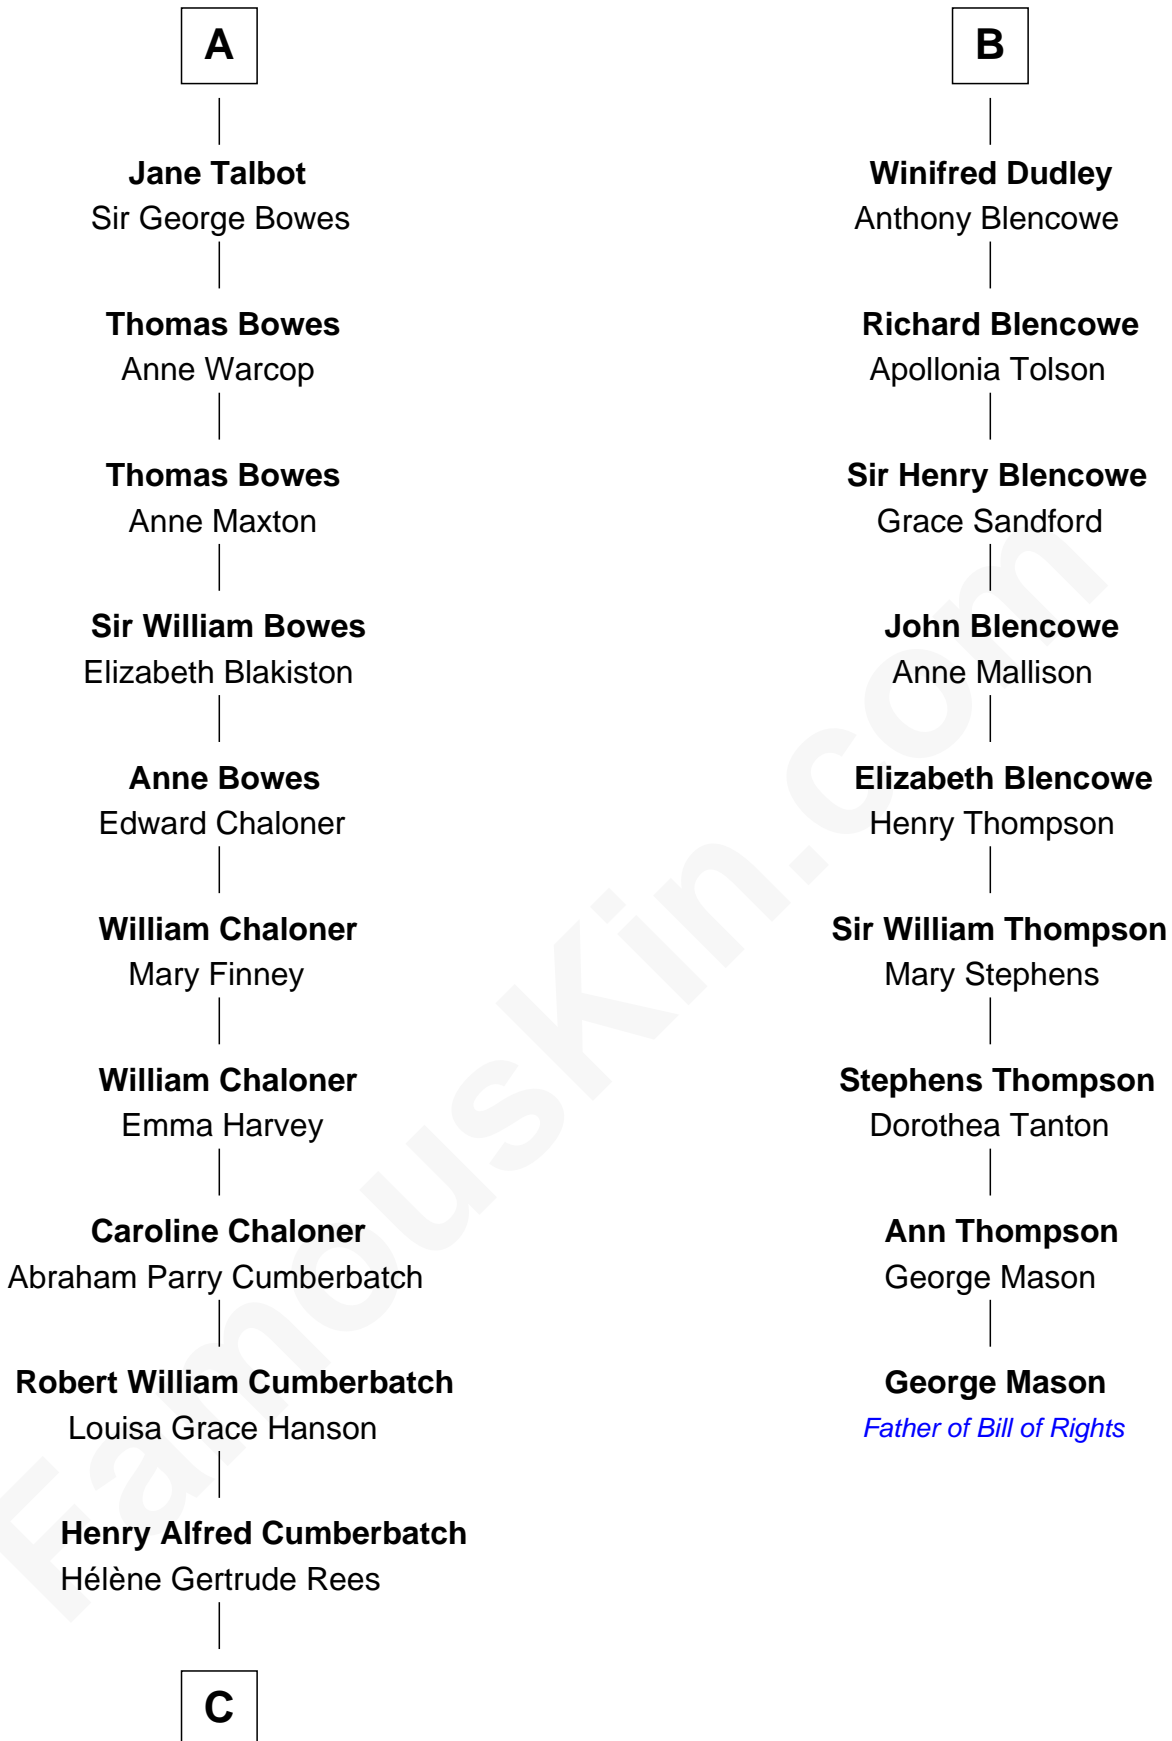 A
Jane Talbot
Sir George Bowes
Thomas Bowes
Anne Warcop
Thomas Bowes
Anne Maxton
Sir William Bowes
Elizabeth Blakiston
Anne Bowes
Edward Chaloner
William Chaloner
Mary Finney
William Chaloner
Emma Harvey
Caroline Chaloner
Abraham Parry Cumberbatch
Robert William Cumberbatch
Louisa Grace Hanson
Henry Alfred Cumberbatch
Hélène Gertrude Rees
C
B
Winifred Dudley
Anthony Blencowe
Richard Blencowe
Apollonia Tolson
Sir Henry Blencowe
Grace Sandford
John Blencowe
Anne Mallison
Elizabeth Blencowe
Henry Thompson
Sir William Thompson
Mary Stephens
Stephens Thompson
Dorothea Tanton
Ann Thompson
George Mason
George Mason
Father of Bill of Rights
FamousKin.com